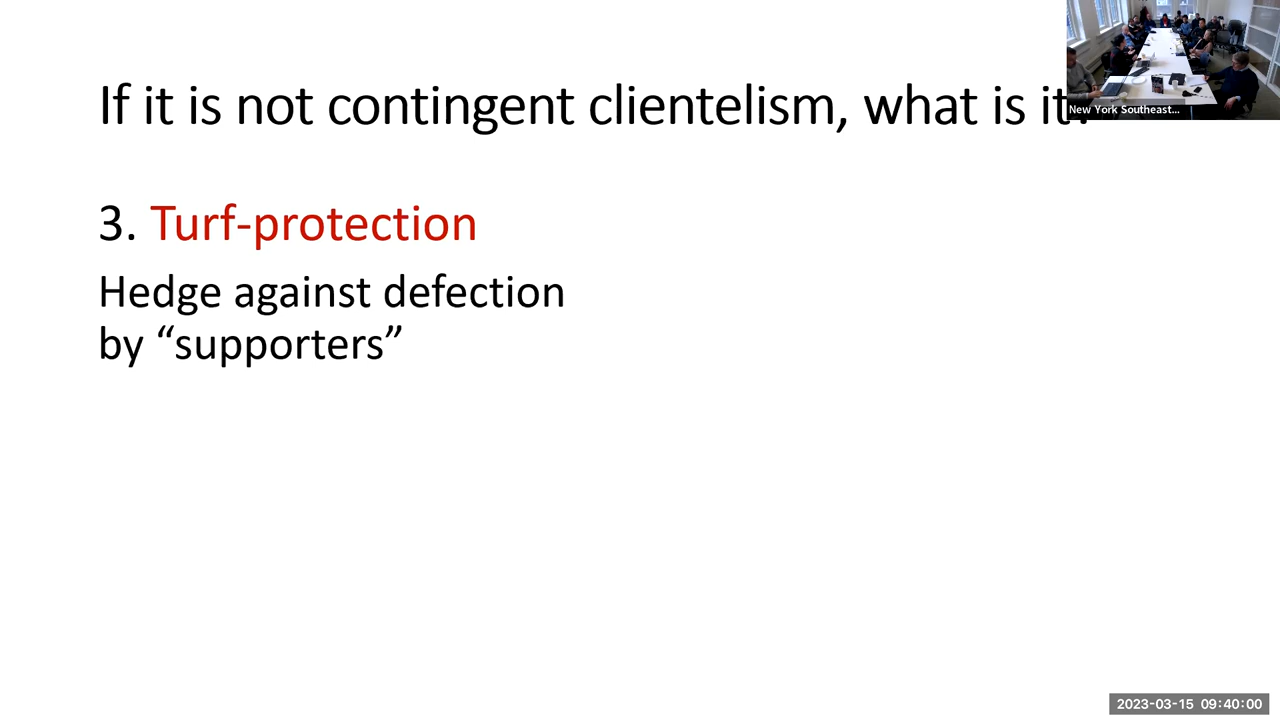 If it is not contingent clientelism, what is it?
New York Southeast...
3. Turf-protection
Hedge against defection
by “supporters”
2023-03-15 09:40:00